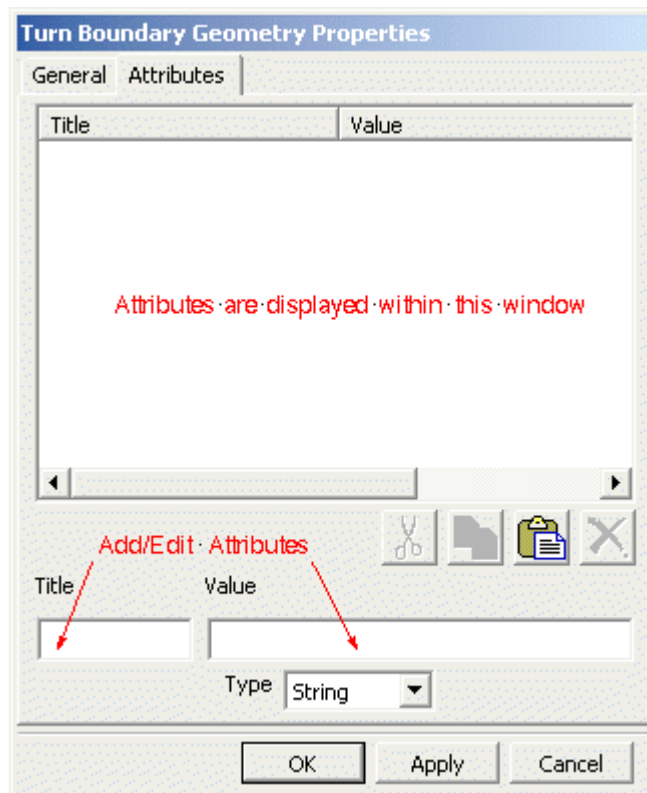 Turn Boundary Geometry Properties
General Attributes
Title Value
Attributes are displayed within this window
Add/Edit Attributes
Title Value
Type String
OK Apply Cancel